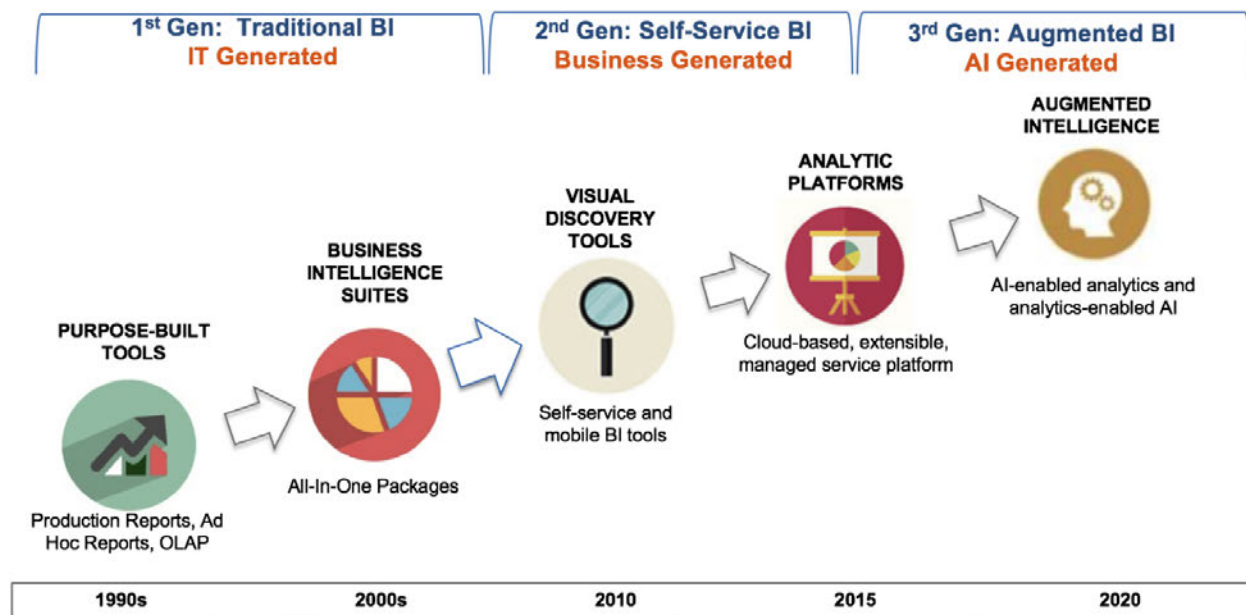 1st Gen: Traditional BI
IT Generated
2nd Gen: Self-Service BI
Business Generated
3rd Gen: Augmented BI
AI Generated
PURPOSE-BUILT
TOOLS
Production Reports, Ad
Hoc Reports, OLAP
BUSINESS
INTELLIGENCE
SUITES
All-In-One Packages
VISUAL
DISCOVERY
TOOLS
Self-service and
mobile BI tools
ANALYTIC
PLATFORMS
Cloud-based, extensible,
managed service platform
AUGMENTED
INTELLIGENCE
AI-enabled analytics and
analytics-enabled AI
1990s
2000s
2010
2015
2020